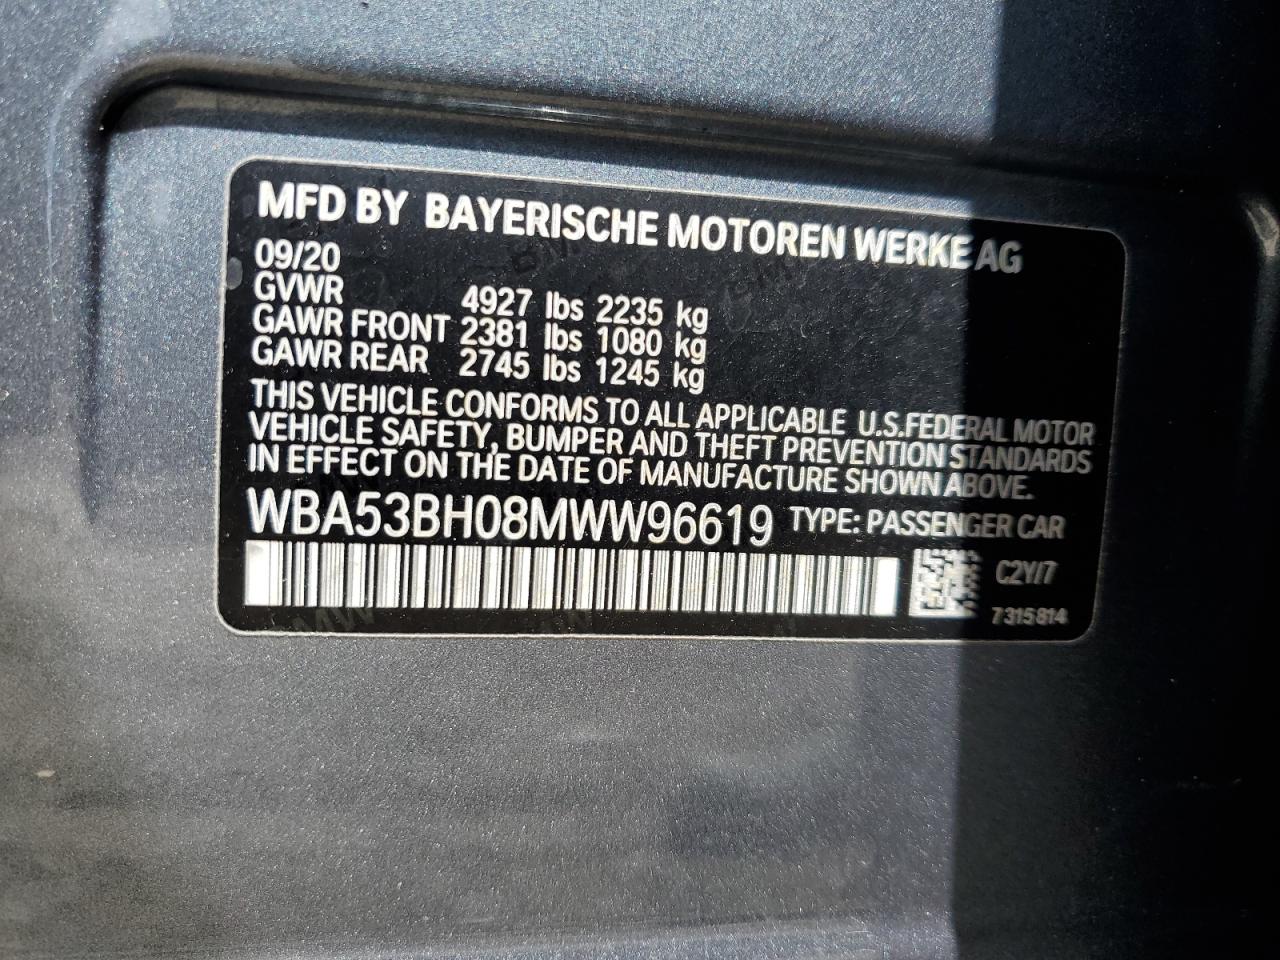 MFD BY BAYERISCHE MOTOREN WERKE AG
09/20
GVWR 4927 lbs 2235 kg
GAWR FRONT 2381 lbs 1080 kg
GAWR REAR 2745 lbs 1245 kg
THIS VEHICLE CONFORMS TO ALL APPLICABLE U.S.FEDERAL MOTOR
VEHICLE SAFETY, BUMPER AND THEFT PREVENTION STANDARDS
IN EFFECT ON THE DATE OF MANUFACTURE SHOWN ABOVE.
WBA53BH08MWW96619 TYPE: PASSENGER CAR
C2Y/7
7315814